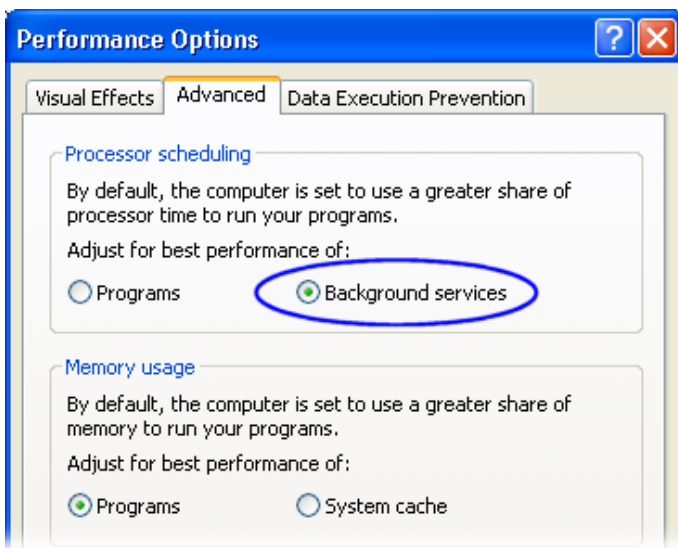 Performance Options
Visual Effects
Advanced
Data Execution Prevention
Processor scheduling
By default, the computer is set to use a greater share of
processor time to run your programs.
Adjust for best performance of:
Programs
Background services
Memory usage
By default, the computer is set to use a greater share of
memory to run your programs.
Adjust for best performance of:
Programs
System cache